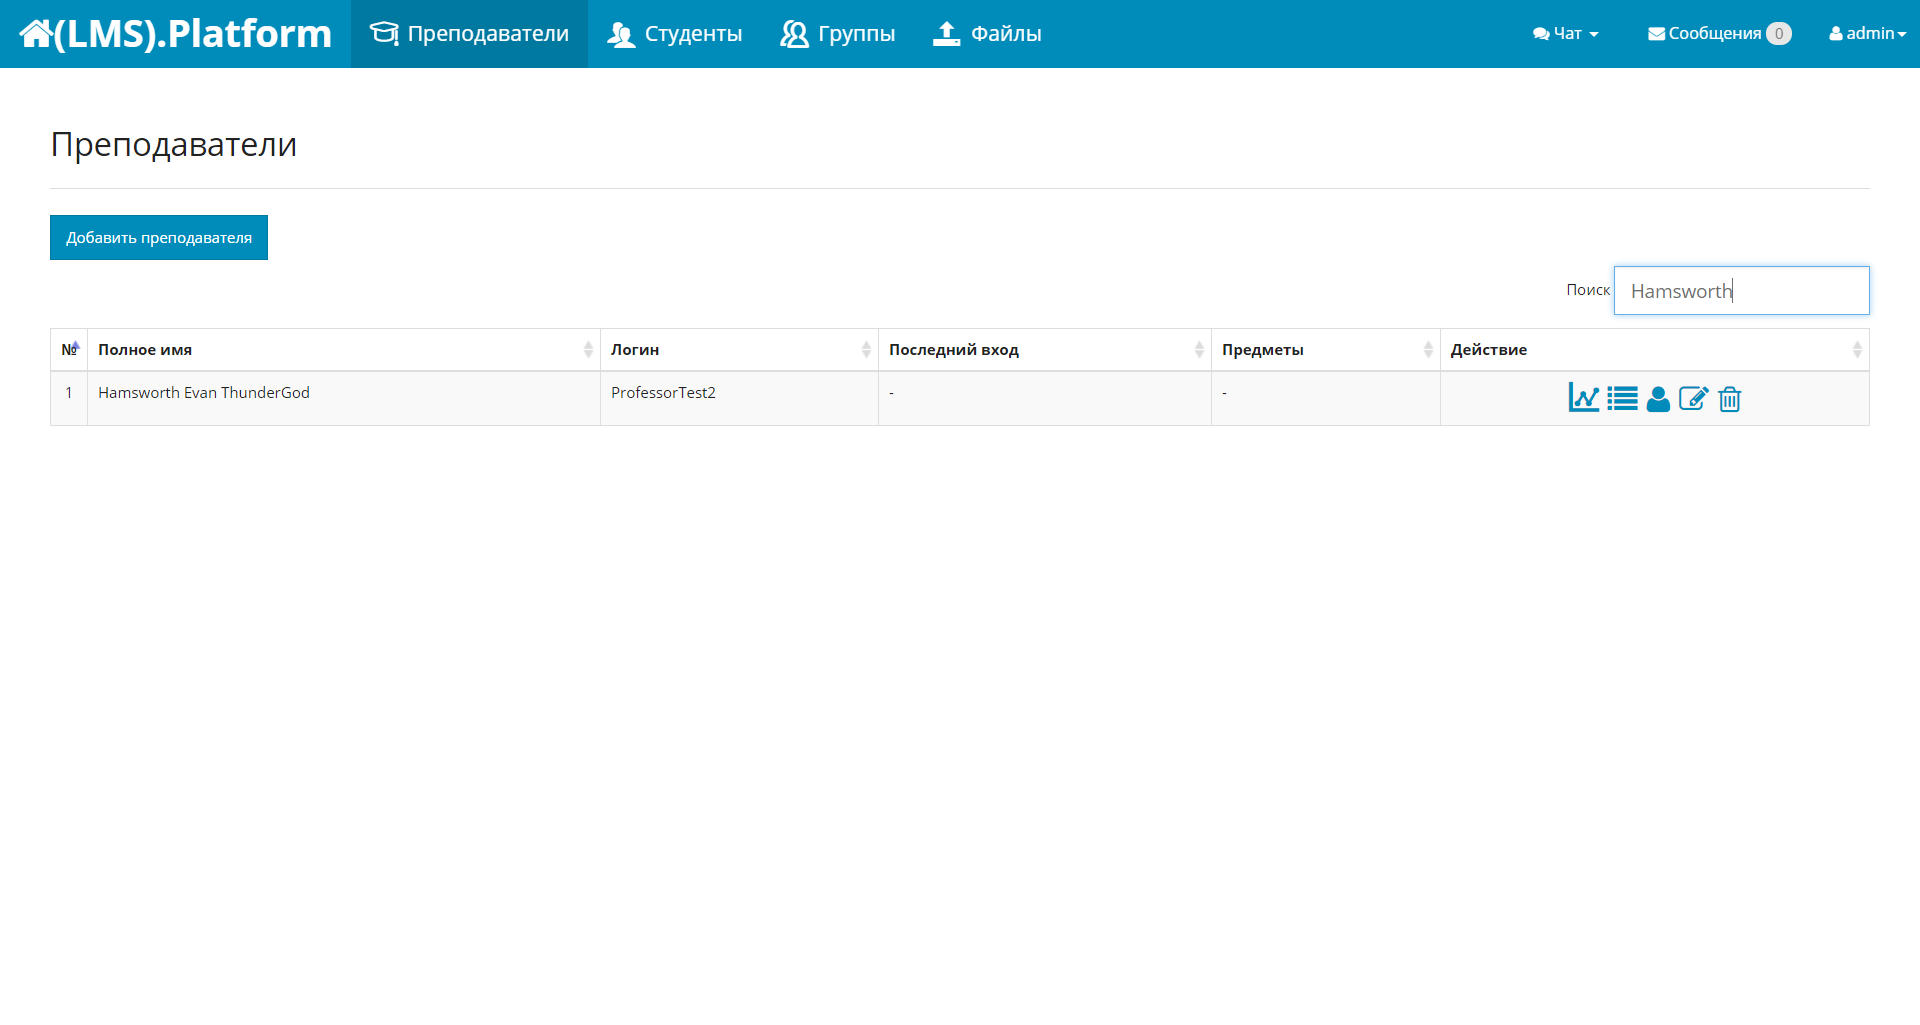 (LMS).Platform Преподаватели Студенты Группы Файлы Чат Сообщения 0 admin
Преподаватели
Добавить преподавателя
Поиск Hamsworth
№ Полное имя Логин Последний вход Предметы Действие
1 Hamsworth Evan ThunderGod ProfessorTest2 - -